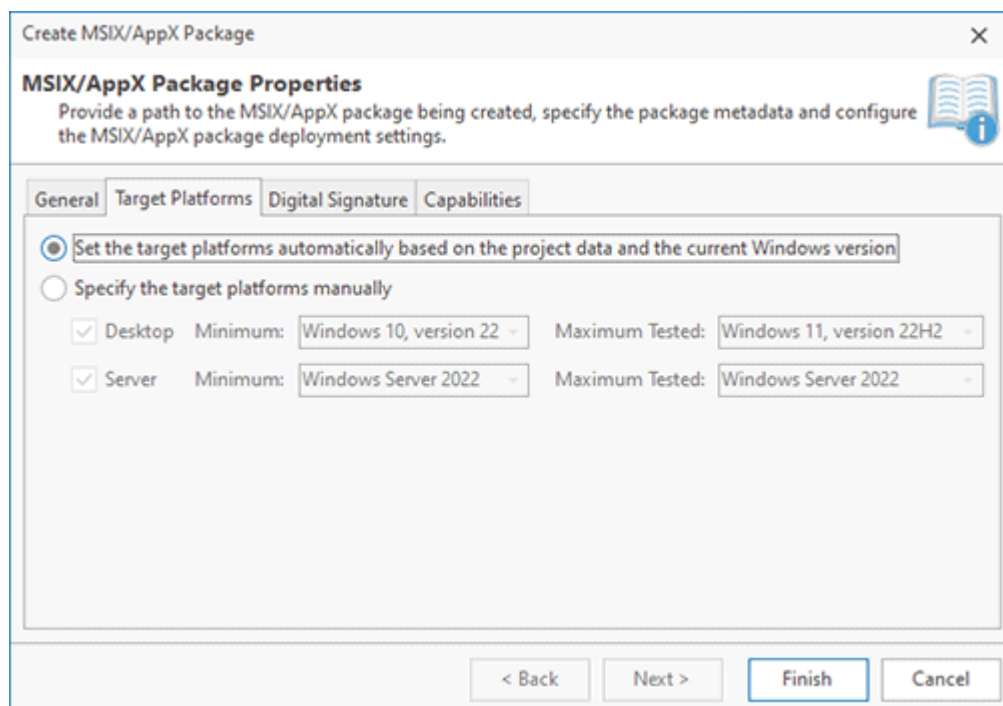 Create MSIX/AppX Package
MSIX/AppX Package Properties
Provide a path to the MSIX/AppX package being created, specify the package metadata and configure
the MSIX/AppX package deployment settings.
General Target Platforms Digital Signature Capabilities
Set the target platforms automatically based on the project data and the current Windows version
Specify the target platforms manually
Desktop Minimum: Windows 10, version 22 Maximum Tested: Windows 11, version 22H2
Server Minimum: Windows Server 2022 Maximum Tested: Windows Server 2022
< Back Next > Finish Cancel